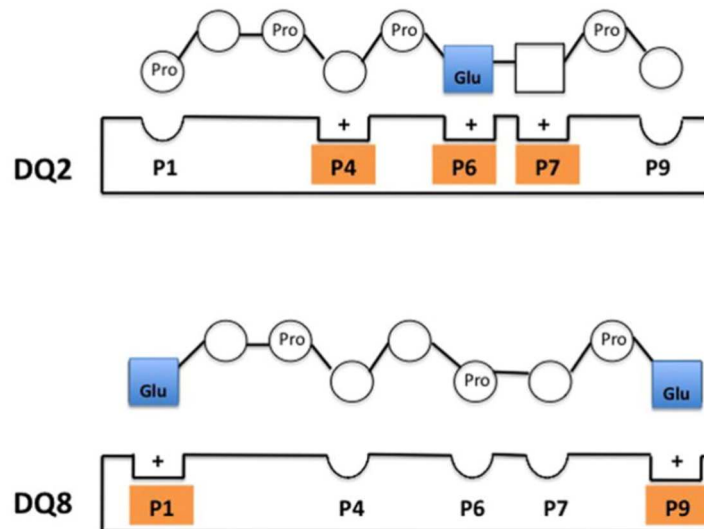 Pro Pro Pro Glu Pro
+ + +
DQ2 P1 P4 P6 P7 P9
Glu Pro Pro Pro Glu
+ +
DQ8 P1 P4 P6 P7 P9